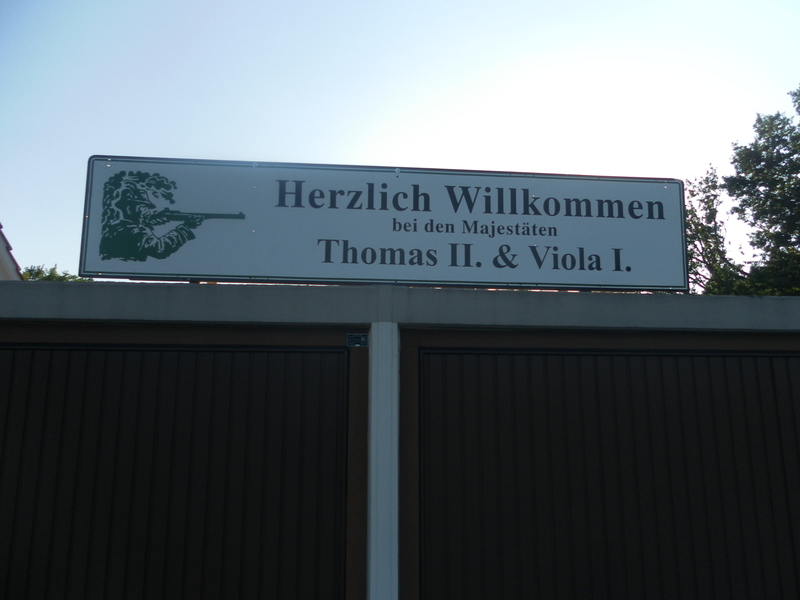 Herzlich Willkommen
bei den Majestäten
Thomas II. & Viola I.